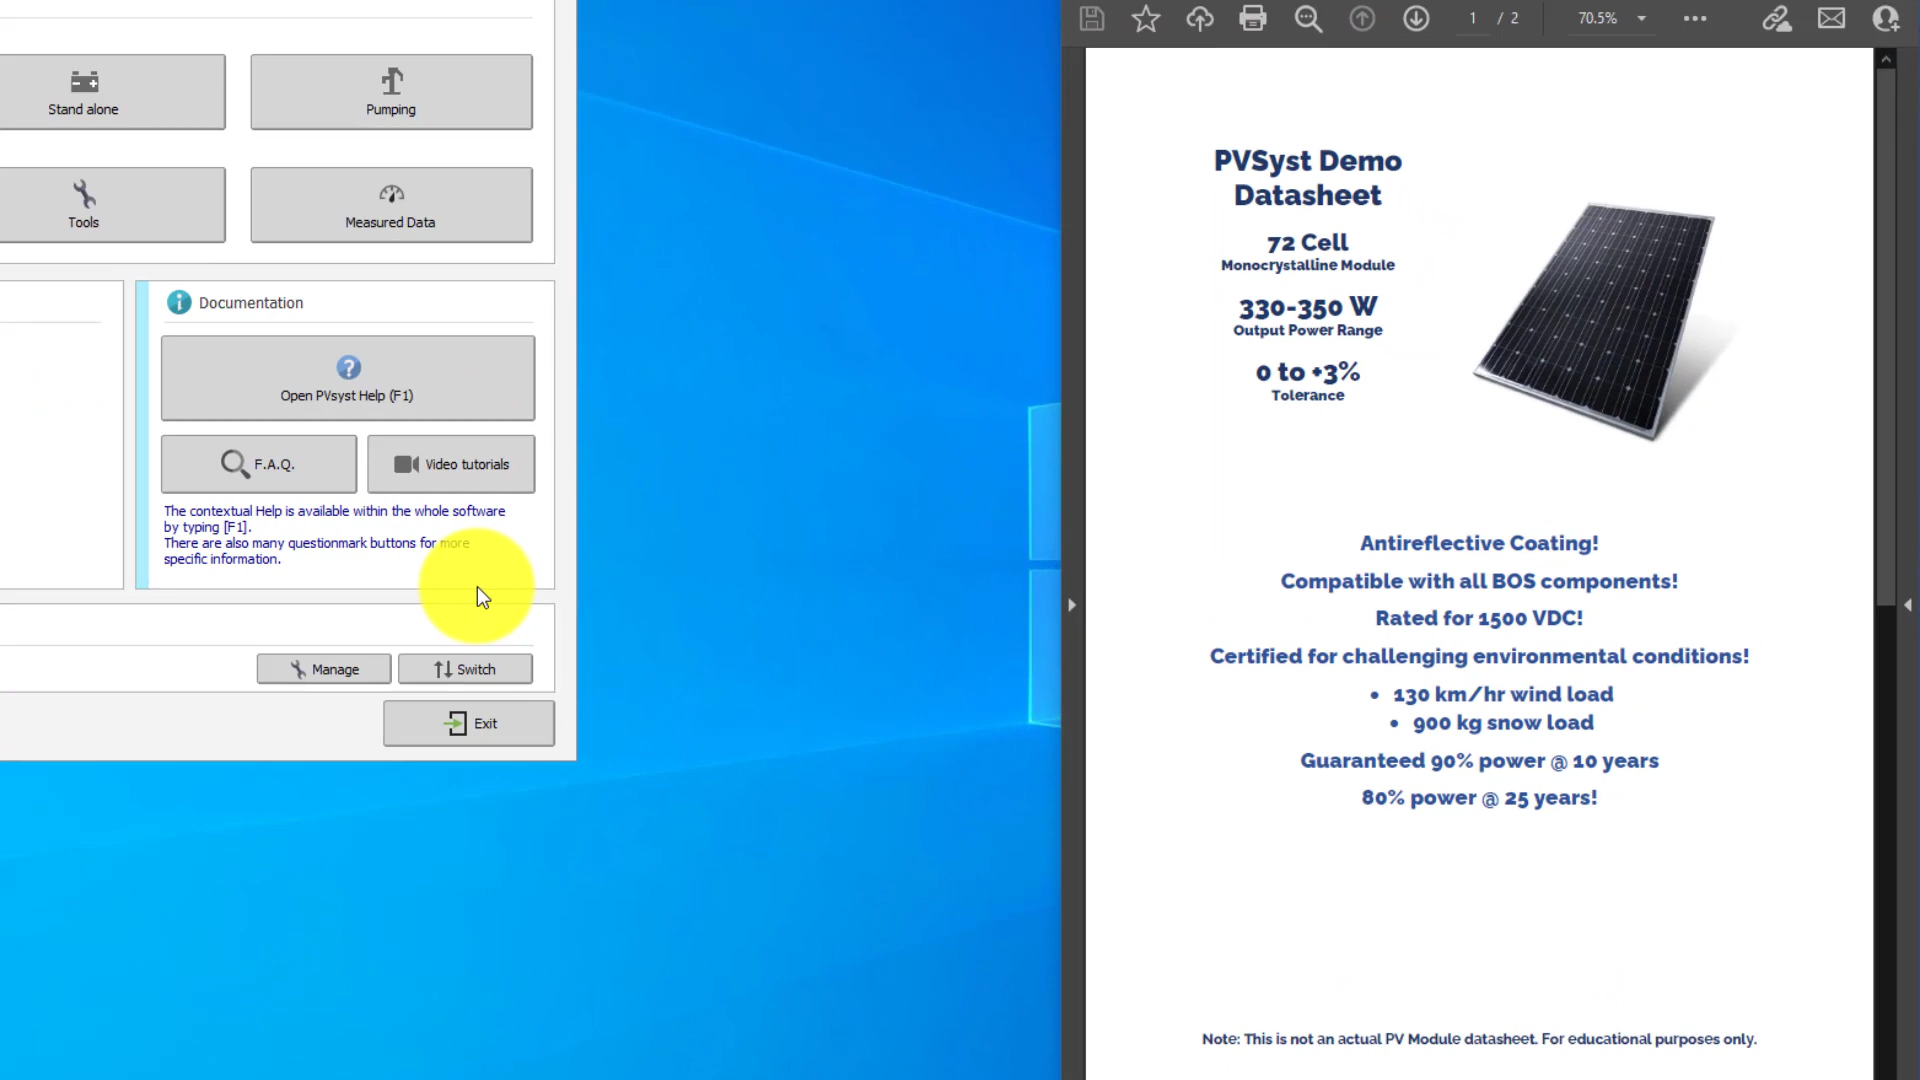 Stand alone
Pumping
Tools
Measured Data
Documentation
Open PVsyst Help (F1)
F.A.Q.
Video tutorials
The contextual Help is available within the whole software
by typing [F1].
There are also many questionmark buttons for more
specific information.
Manage
Switch
Exit
1 / 2
70.5%
PVSyst Demo
Datasheet
72 Cell
Monocrystalline Module
330-350 W
Output Power Range
0 to +3%
Tolerance
Antireflective Coating!
Compatible with all BOS components!
Rated for 1500 VDC!
Certified for challenging environmental conditions!
• 130 km/hr wind load
• 900 kg snow load
Guaranteed 90% power @ 10 years
80% power @ 25 years!
Note: This is not an actual PV Module datasheet. For educational purposes only.